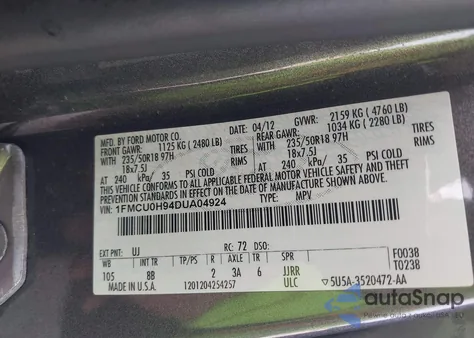 MFD. BY FORD MOTOR CO. 04/12 GVWR: 2159 KG ( 4760 LB)
FRONT GAWR: 1125 KG ( 2480 LB) REAR GAWR: 1034 KG ( 2280 LB)
WITH 235/50R18 97H TIRES WITH 235/50R18 97H TIRES
18x7.5J RIMS 18x7.5J RIMS
AT 240 kPa/ 35 PSI COLD AT 240 kPa/ 35 PSI COLD
THIS VEHICLE CONFORMS TO ALL APPLICABLE FEDERAL MOTOR VEHICLE SAFETY, BUMPER, AND THEFT
PREVENTION STANDARDS IN EFFECT ON THE DATE OF MANUFACTURE SHOWN ABOVE.
VIN: 1FMCU0H94DUA04924 TYPE: MPV
EXT PNT: UJ RC: 72 DSO:
WB INT TR TP/PS R AXLE TR SPR F0038
105 8B 2 3A 6 JJRR T0238
MADE IN U.S.A. 1201204254257 ULC 5U5A-3520472-AA
autoSnap